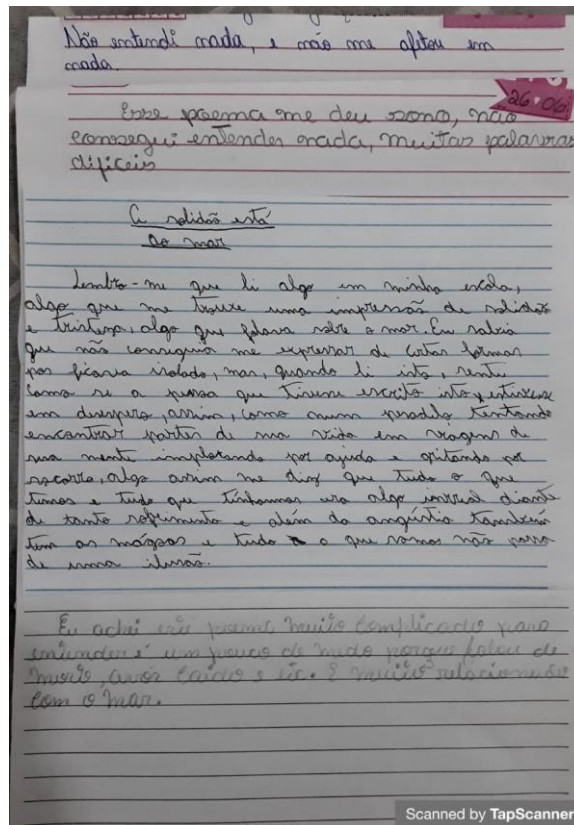 Não entendi nada, e não me afetou em
nada.
26 06
Esse poema me deu sono, não
consegui entender nada, muitas palavras
difíceis
A solidão está
ao mar
Lembro-me que li algo em minha escola,
algo que me trouxe uma impressão de solidão
e tristeza, algo que falava sobre o mar. Eu sabia
que não conseguia me expressar de certas formas
por ficava isolado, mas, quando li isto, senti
como se a pessoa que tivesse escrito isto, estivesse
em desespero, assim, como num pesadelo tentando
encontrar partes de sua vida em viagens de
sua mente implorando por ajuda e gritando por
socorro, algo assim me diz que tudo o que
temos e tudo que tínhamos era algo irreal diante
de tanto sofrimento e além da angústia também
tem as mágoas e tudo o que somos não passa
de uma ilusão.
Eu achei esse poema muito complicado para
entender e um pouco de medo porque falou de
morte, caido e etc. E muito relacionado
com o mar.
Scanned by TapScanner